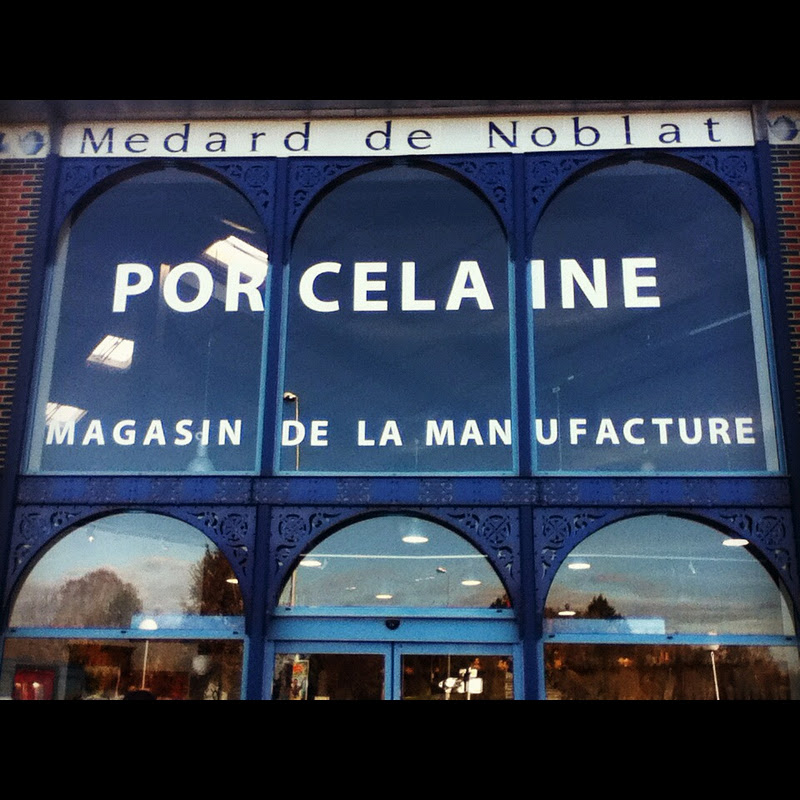 Medard de Noblat
PORCELAINE
MAGASIN DE LA MANUFACTURE